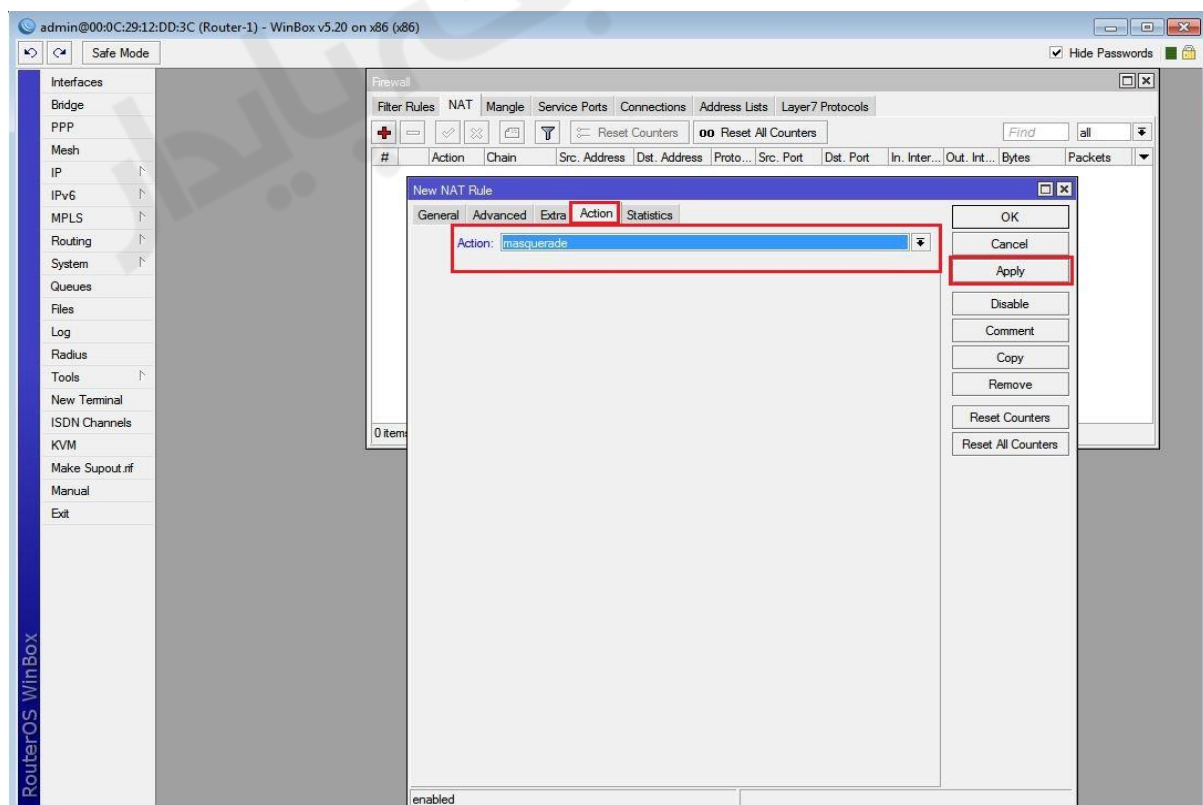 admin@00:0C:29:12:DD:3C (Router-1) - WinBox v5.20 on x86 (x86)
Safe Mode
Hide Passwords
Interfaces
Bridge
PPP
Mesh
IP
IPv6
MPLS
Routing
System
Queues
Files
Log
Radius
Tools
New Terminal
ISDN Channels
KVM
Make Supout.rif
Manual
Exit
RouterOS WinBox
Firewall
Filter Rules NAT Mangle Service Ports Connections Address Lists Layer7 Protocols
Reset Counters 00 Reset All Counters Find all
# Action Chain Src. Address Dst. Address Proto... Src. Port Dst. Port In. Inter... Out. Int... Bytes Packets
0 items
New NAT Rule
General Advanced Extra Action Statistics
Action: masquerade
OK
Cancel
Apply
Disable
Comment
Copy
Remove
Reset Counters
Reset All Counters
enabled